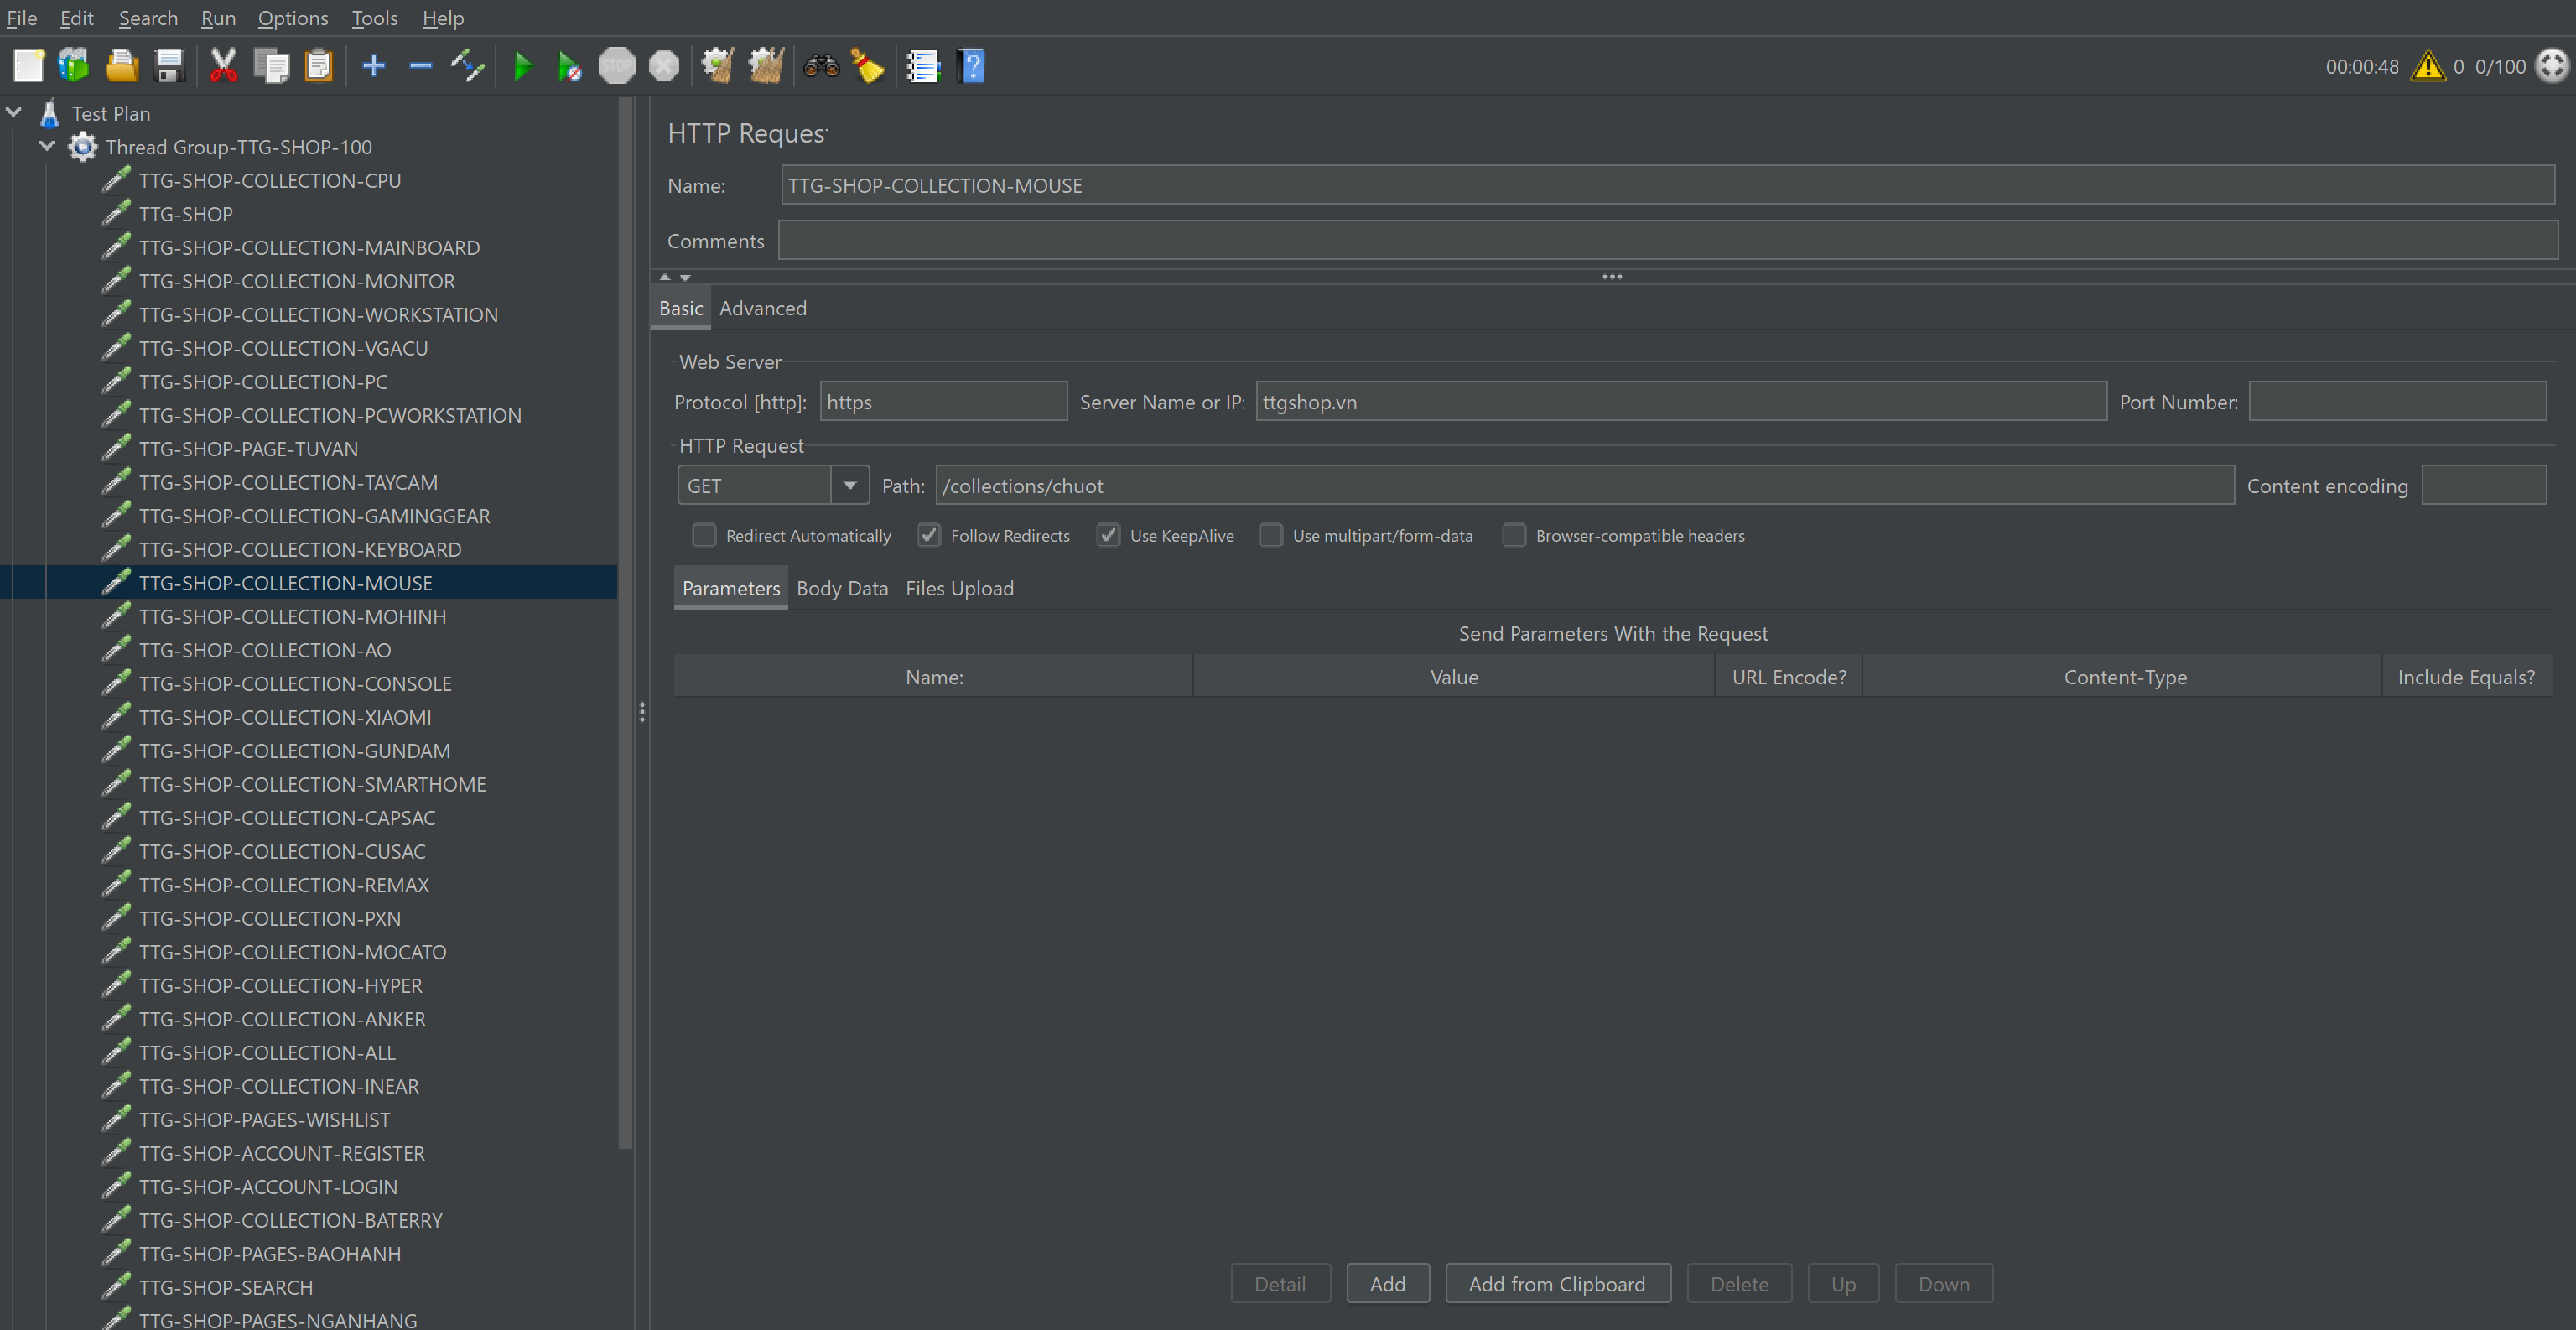 File Edit Search Run Options Tools Help
STOP
00:00:48 0 0/100
Test Plan
Thread Group-TTG-SHOP-100
TTG-SHOP-COLLECTION-CPU
TTG-SHOP
TTG-SHOP-COLLECTION-MAINBOARD
TTG-SHOP-COLLECTION-MONITOR
TTG-SHOP-COLLECTION-WORKSTATION
TTG-SHOP-COLLECTION-VGACU
TTG-SHOP-COLLECTION-PC
TTG-SHOP-COLLECTION-PCWORKSTATION
TTG-SHOP-PAGE-TUVAN
TTG-SHOP-COLLECTION-TAYCAM
TTG-SHOP-COLLECTION-GAMINGGEAR
TTG-SHOP-COLLECTION-KEYBOARD
TTG-SHOP-COLLECTION-MOUSE
TTG-SHOP-COLLECTION-MOHINH
TTG-SHOP-COLLECTION-AO
TTG-SHOP-COLLECTION-CONSOLE
TTG-SHOP-COLLECTION-XIAOMI
TTG-SHOP-COLLECTION-GUNDAM
TTG-SHOP-COLLECTION-SMARTHOME
TTG-SHOP-COLLECTION-CAPSAC
TTG-SHOP-COLLECTION-CUSAC
TTG-SHOP-COLLECTION-REMAX
TTG-SHOP-COLLECTION-PXN
TTG-SHOP-COLLECTION-MOCATO
TTG-SHOP-COLLECTION-HYPER
TTG-SHOP-COLLECTION-ANKER
TTG-SHOP-COLLECTION-ALL
TTG-SHOP-COLLECTION-INEAR
TTG-SHOP-PAGES-WISHLIST
TTG-SHOP-ACCOUNT-REGISTER
TTG-SHOP-ACCOUNT-LOGIN
TTG-SHOP-COLLECTION-BATERRY
TTG-SHOP-PAGES-BAOHANH
TTG-SHOP-SEARCH
TTG-SHOP-PAGES-NGANHANG
HTTP Request
Name: TTG-SHOP-COLLECTION-MOUSE
Comments:
Basic Advanced
Web Server
Protocol [http]: https Server Name or IP: ttgshop.vn Port Number:
HTTP Request
GET Path: /collections/chuot Content encoding
Redirect Automatically Follow Redirects Use KeepAlive Use multipart/form-data Browser-compatible headers
Parameters Body Data Files Upload
Send Parameters With the Request
Name: Value URL Encode? Content-Type Include Equals?
Detail Add Add from Clipboard Delete Up Down